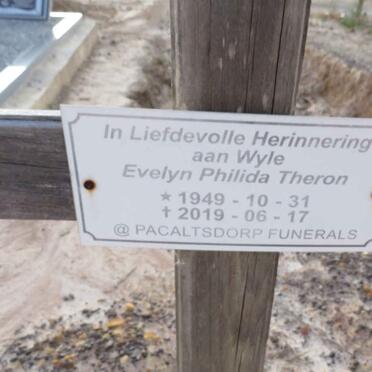 In Liefdevolle Herinnering
aan Wyle
Evelyn Philida Theron
★ 1949 - 10 - 31
✝ 2019 - 06 - 17
@ PACALTSDORP FUNERALS